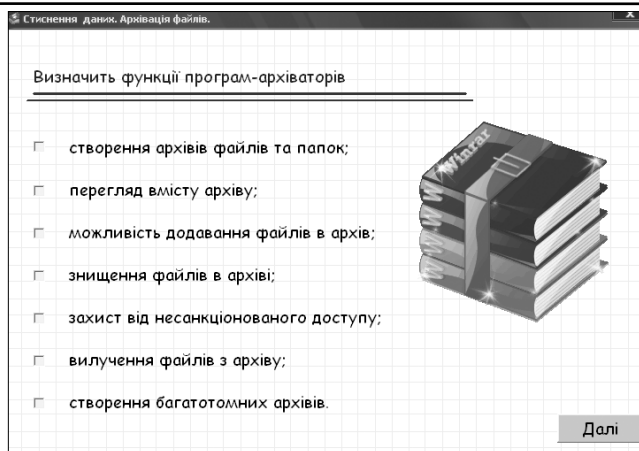 Стиснення даних. Архівація файлів.
Визначить функції програм-архіваторів
створення архівів файлів та папок;
перегляд вмісту архіву;
можливість додавання файлів в архів;
знищення файлів в архіві;
захист від несанкціонованого доступу;
вилучення файлів з архіву;
створення багатотомних архівів.
Winrar
Далі